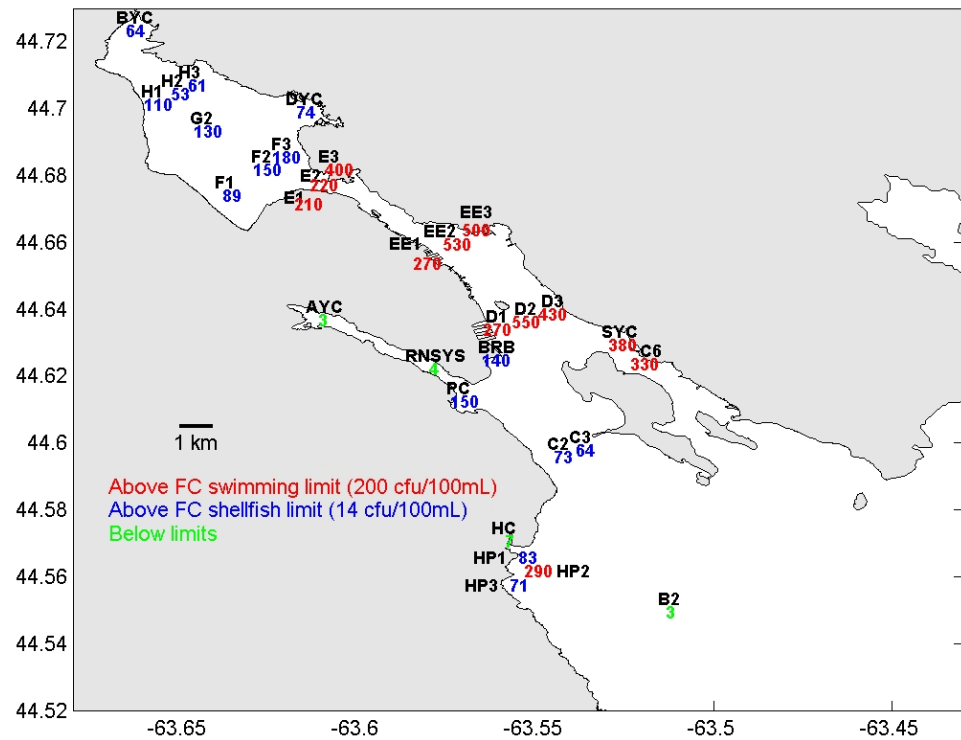 44.72
44.7
44.68
44.66
44.64
44.62
44.6
44.58
44.56
44.54
44.52
BYC
64
H3
61
H2
53
H1
110
DYC
74
G2
130
F3
180
F2
150
F1
89
E3
400
E2
220
E1
210
EE3
500
EE2
530
EE1
270
D3
430
D2
550
D1
270
AYC
3
SYC
380
C6
330
BRB
140
RNSYS
4
RC
150
1 km
C3
64
C2
73
Above FC swimming limit (200 cfu/100mL)
Above FC shellfish limit (14 cfu/100mL)
Below limits
HC
7
HP1
83
290 HP2
HP3
71
B2
3
-63.65
-63.6
-63.55
-63.5
-63.45